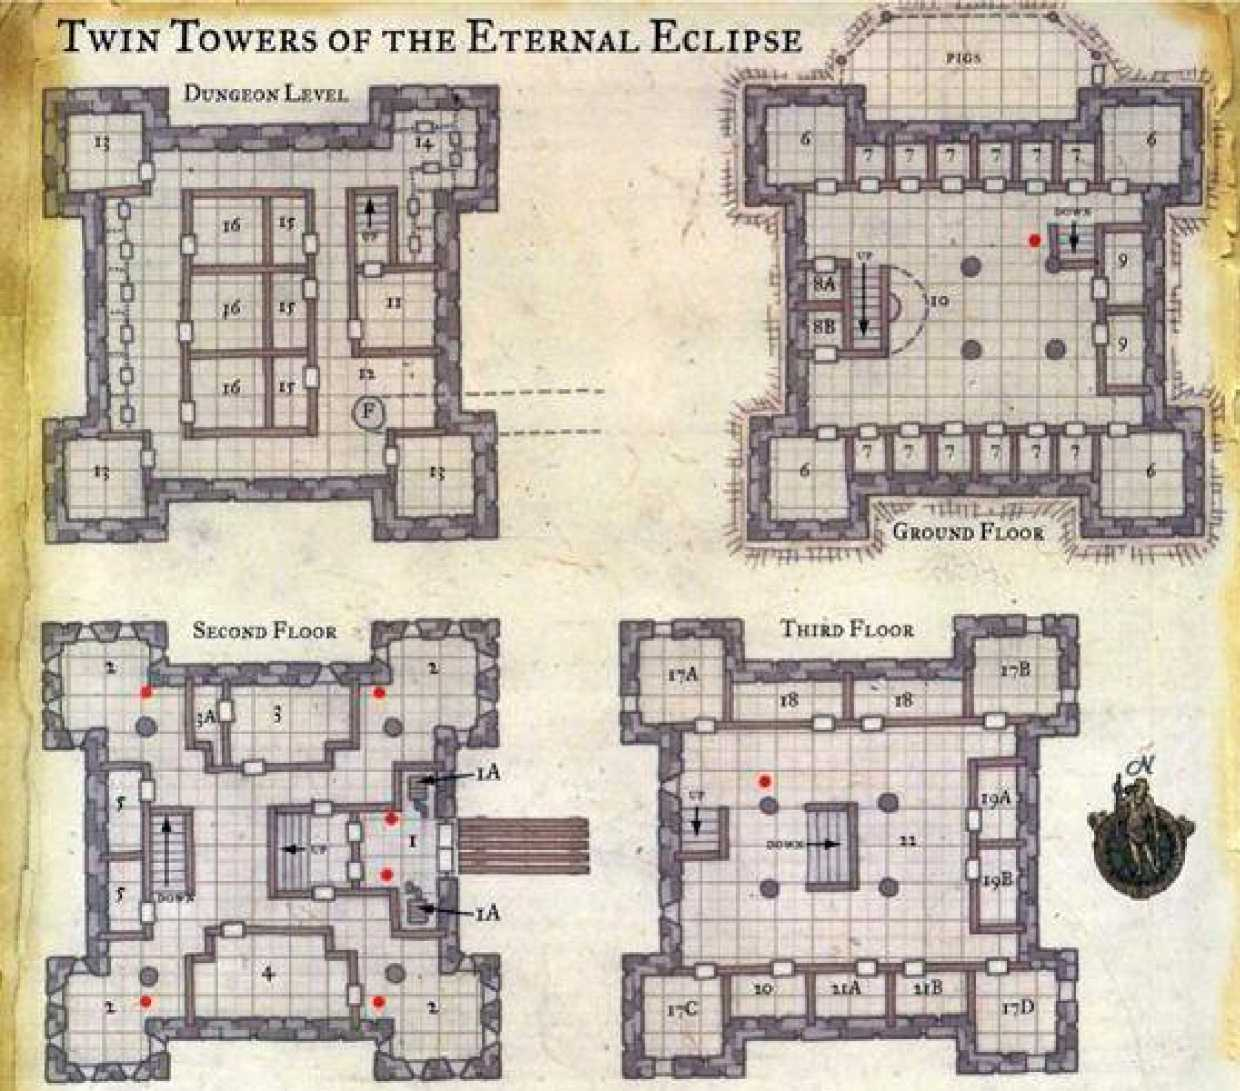 TWIN TOWERS OF THE ETERNAL ECLIPSE
DUNGEON LEVEL
13
14
16
15
UP
16
15
11
16
15
12
F
13
13
PIGS
6
7
7
7
7
7
7
6
DOWN
UP
8A
9
10
8B
9
6
7
7
7
7
7
7
6
GROUND FLOOR
SECOND FLOOR
2
2
3A
3
1A
5
UP
1
5
DOWN
1A
4
2
2
THIRD FLOOR
17A
17B
18
18
UP
19A
DOWN
22
19B
17C
20
21A
21B
17D
N